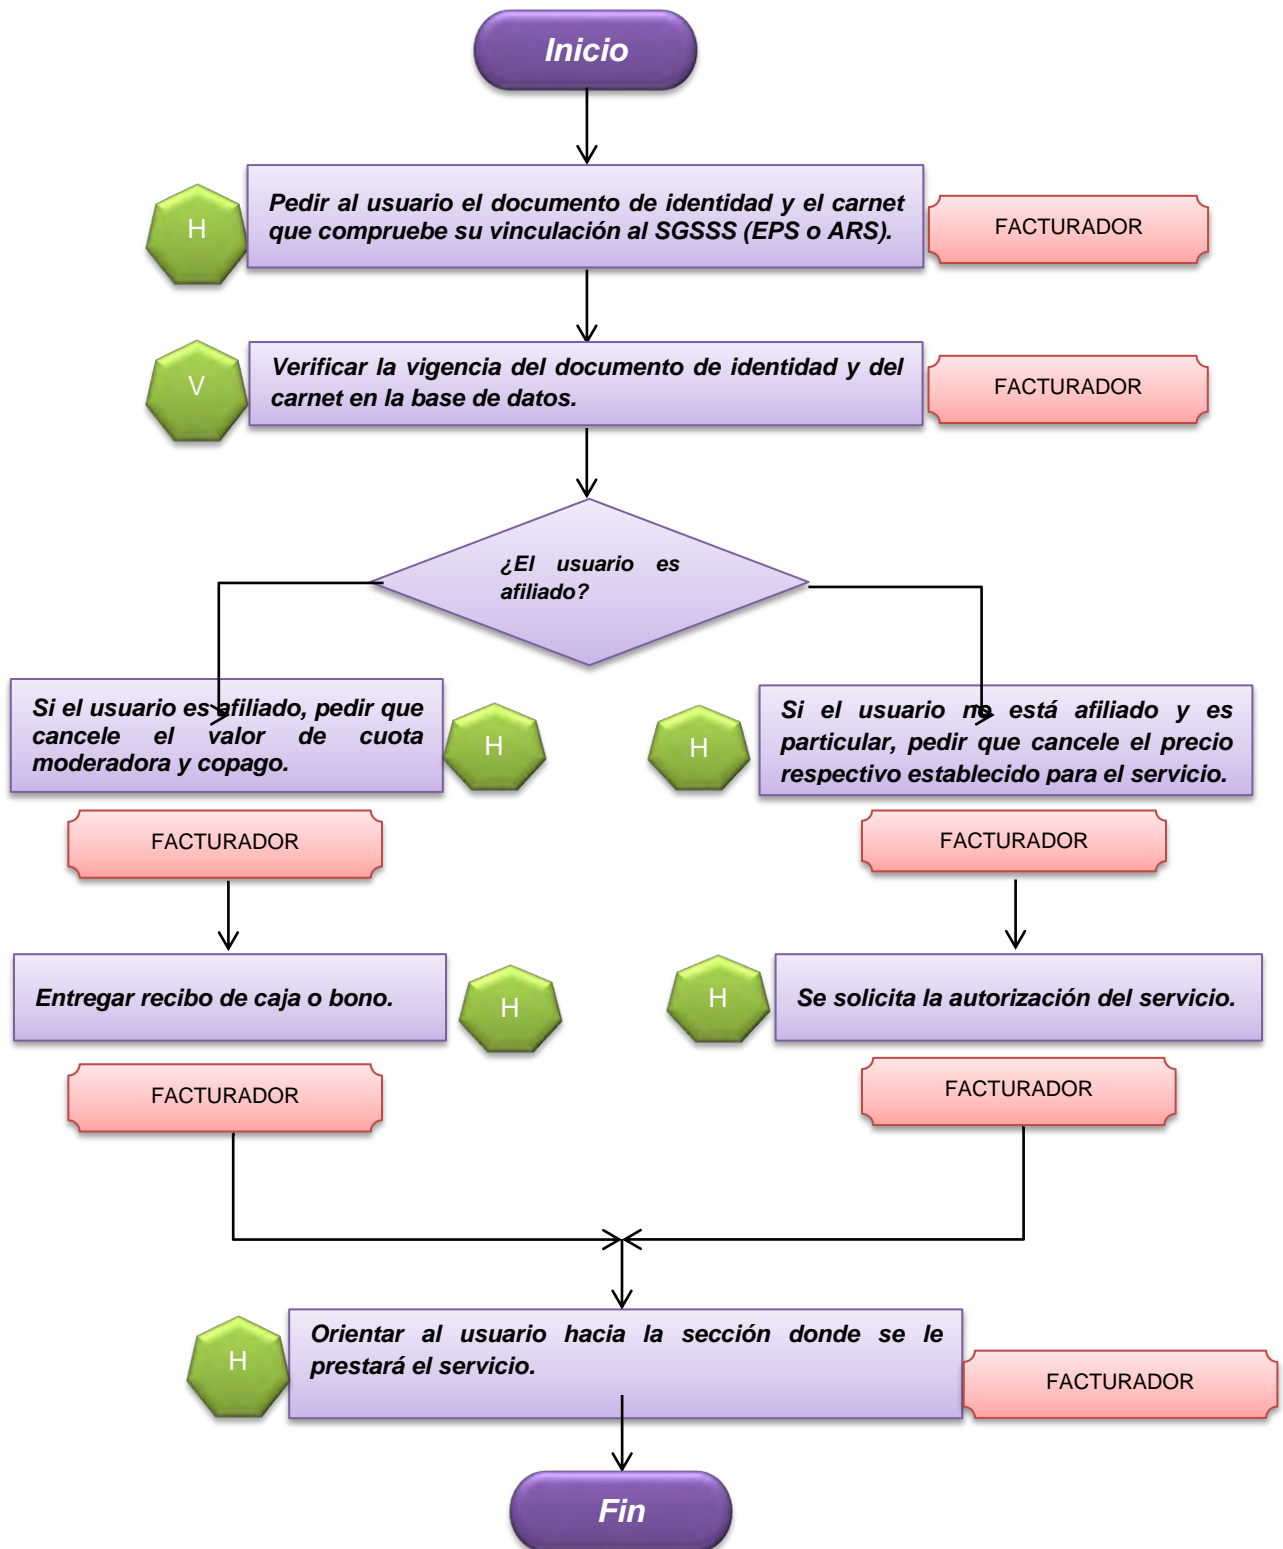 Inicio
H
Pedir al usuario el documento de identidad y el carnet
que compruebe su vinculación al SGSSS (EPS o ARS).
FACTURADOR
V
Verificar la vigencia del documento de identidad y del
carnet en la base de datos.
FACTURADOR
¿El usuario es
afiliado?
Si el usuario es afiliado, pedir que
cancele el valor de cuota
moderadora y copago.
H
H
Si el usuario no está afiliado y es
particular, pedir que cancele el precio
respectivo establecido para el servicio.
FACTURADOR
FACTURADOR
Entregar recibo de caja o bono.
H
H
Se solicita la autorización del servicio.
FACTURADOR
FACTURADOR
H
Orientar al usuario hacia la sección donde se le
prestará el servicio.
FACTURADOR
Fin